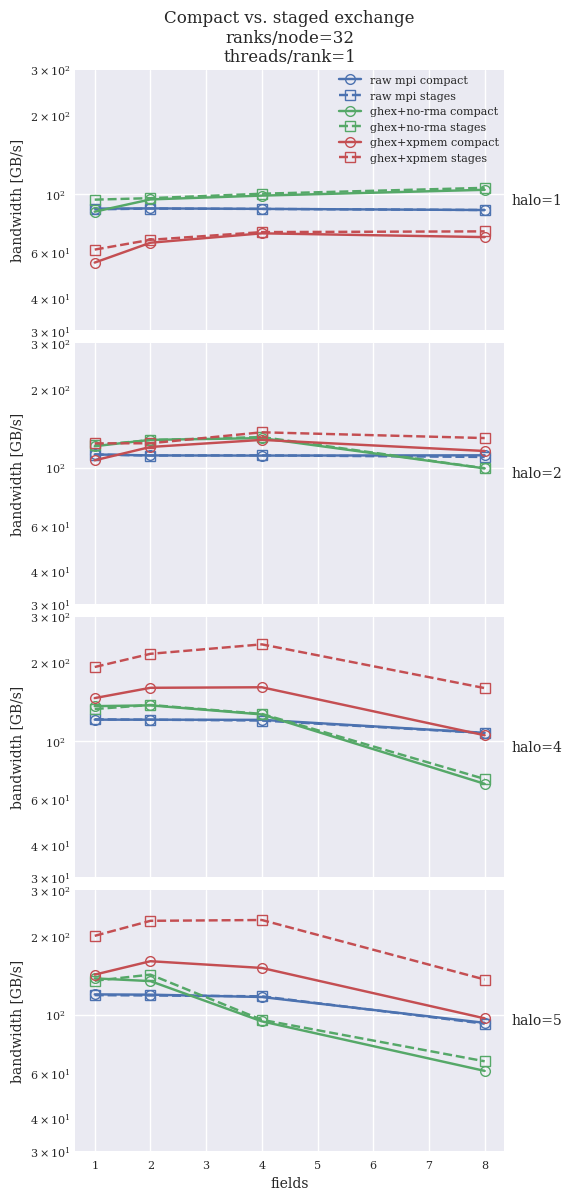 Compact vs. staged exchange
ranks/node=32
threads/rank=1
3 × 10²
2 × 10²
10²
6 × 10¹
4 × 10¹
3 × 10¹
bandwidth [GB/s]
raw mpi compact
raw mpi stages
ghex+no-rma compact
ghex+no-rma stages
ghex+xpmem compact
ghex+xpmem stages
halo=1
3 × 10²
2 × 10²
10²
6 × 10¹
4 × 10¹
3 × 10¹
bandwidth [GB/s]
halo=2
3 × 10²
2 × 10²
10²
6 × 10¹
4 × 10¹
3 × 10¹
bandwidth [GB/s]
halo=4
3 × 10²
2 × 10²
10²
6 × 10¹
4 × 10¹
3 × 10¹
bandwidth [GB/s]
halo=5
1 2 3 4 5 6 7 8
fields